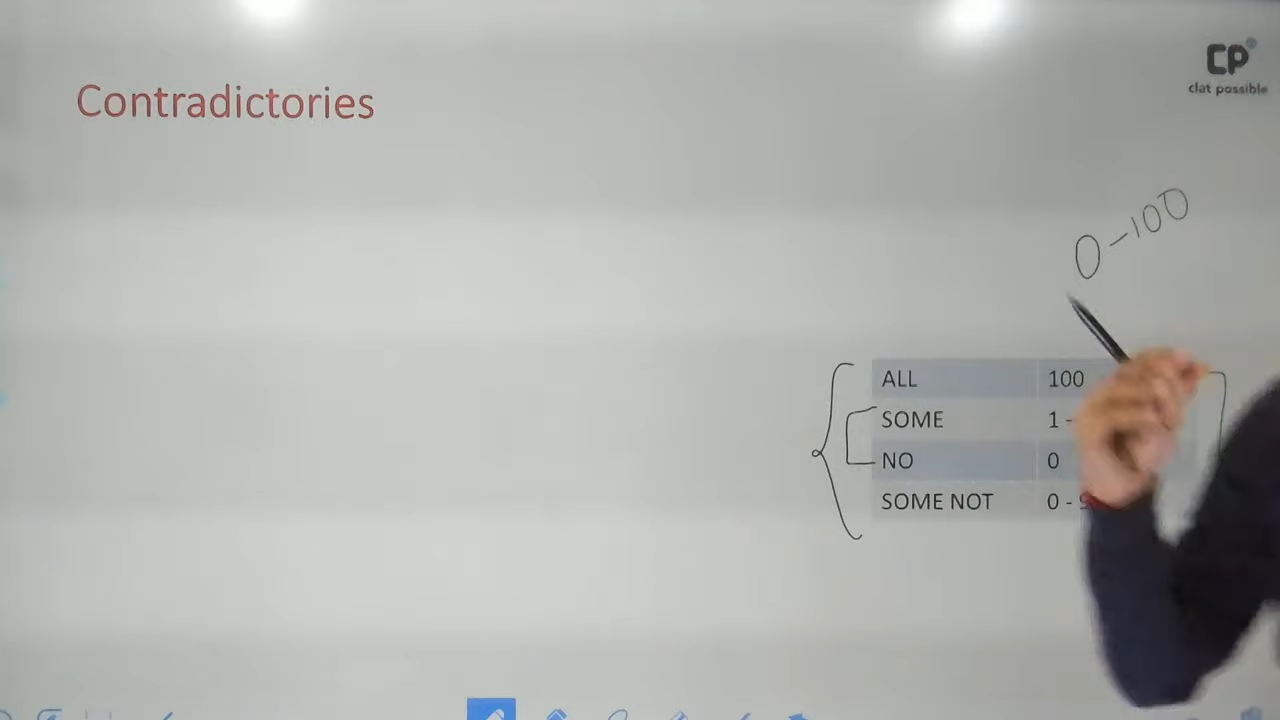 CP
clat possible
Contradictories
0-100
ALL 100
SOME 1 -
NO 0
SOME NOT 0 -